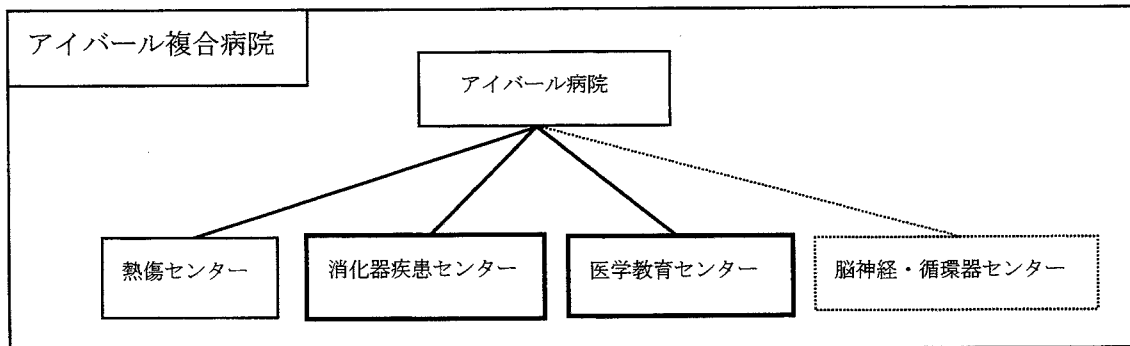 アイバール複合病院
アイバール病院
熱傷センター
消化器疾患センター
医学教育センター
脳神経・循環器センター